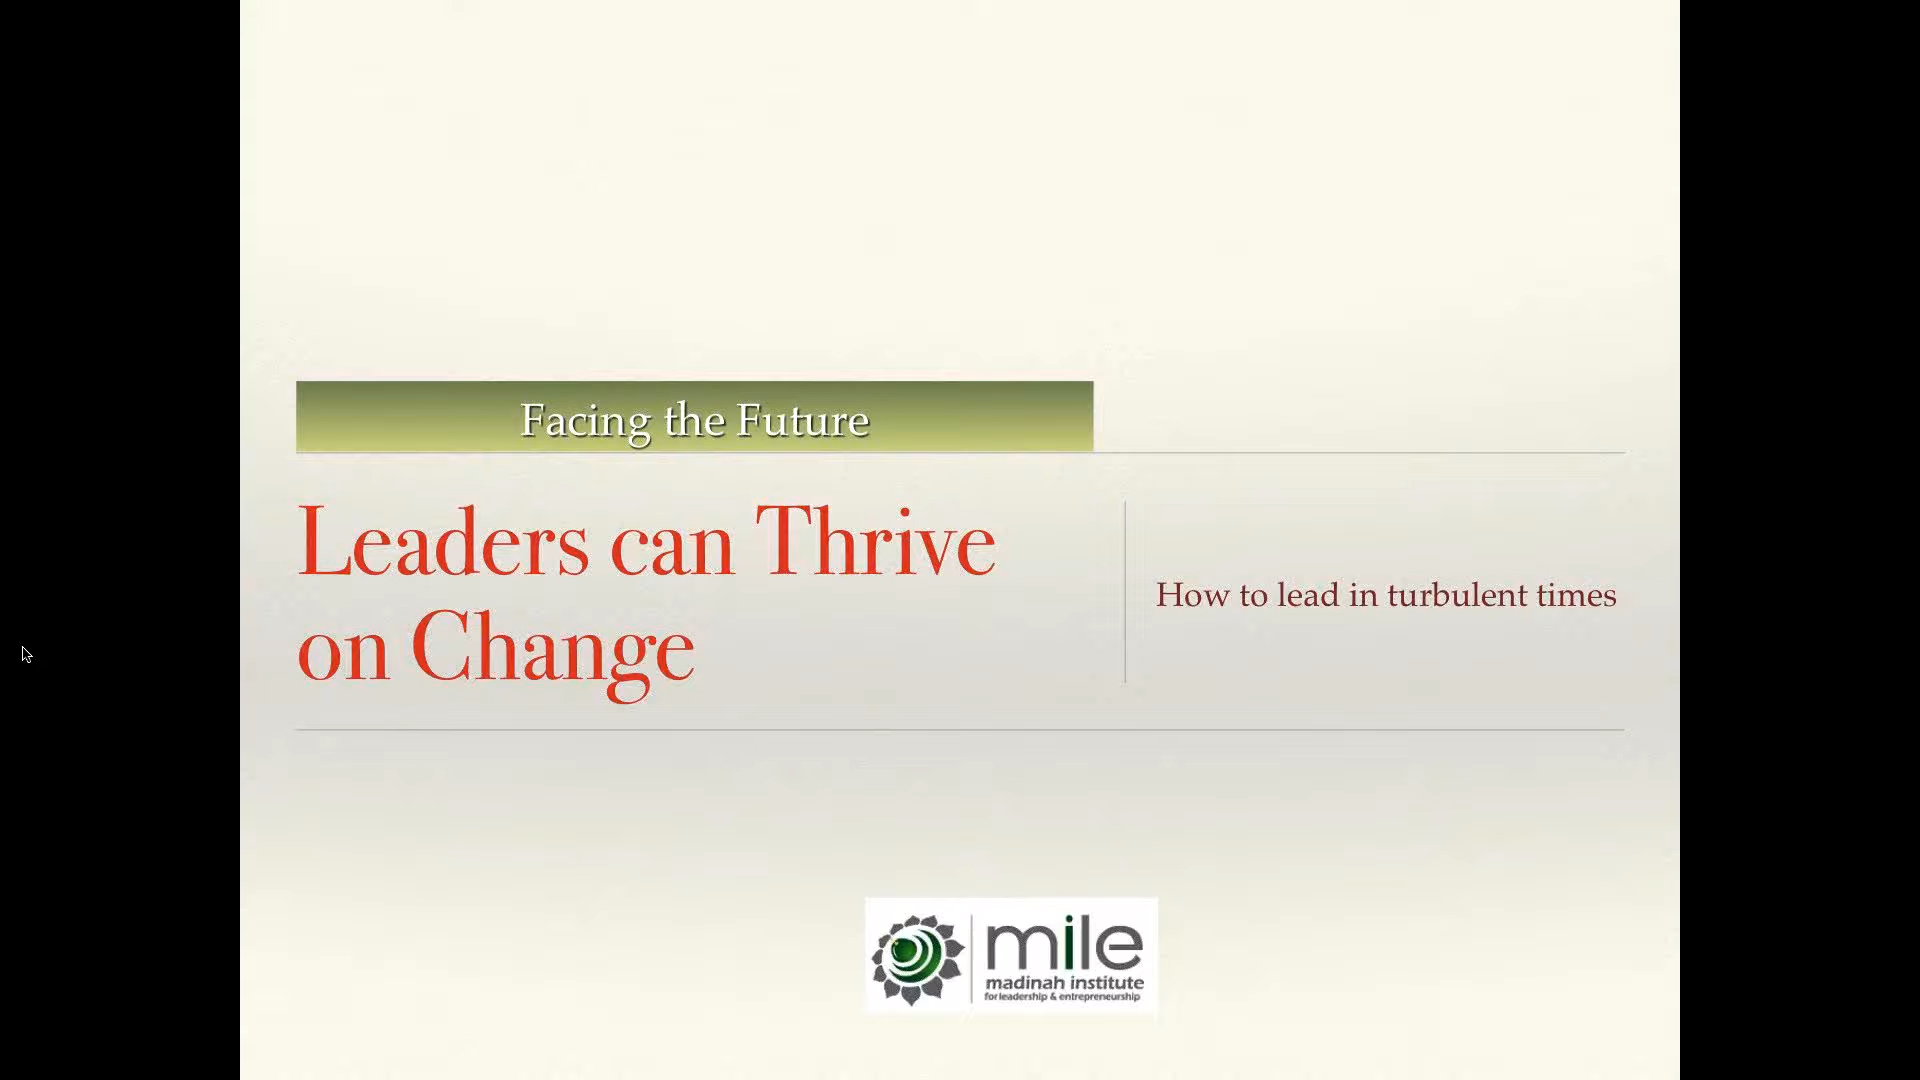 Facing the Future
Leaders can Thrive
on Change
How to lead in turbulent times
mile
madinah institute
for leadership & entrepreneurship